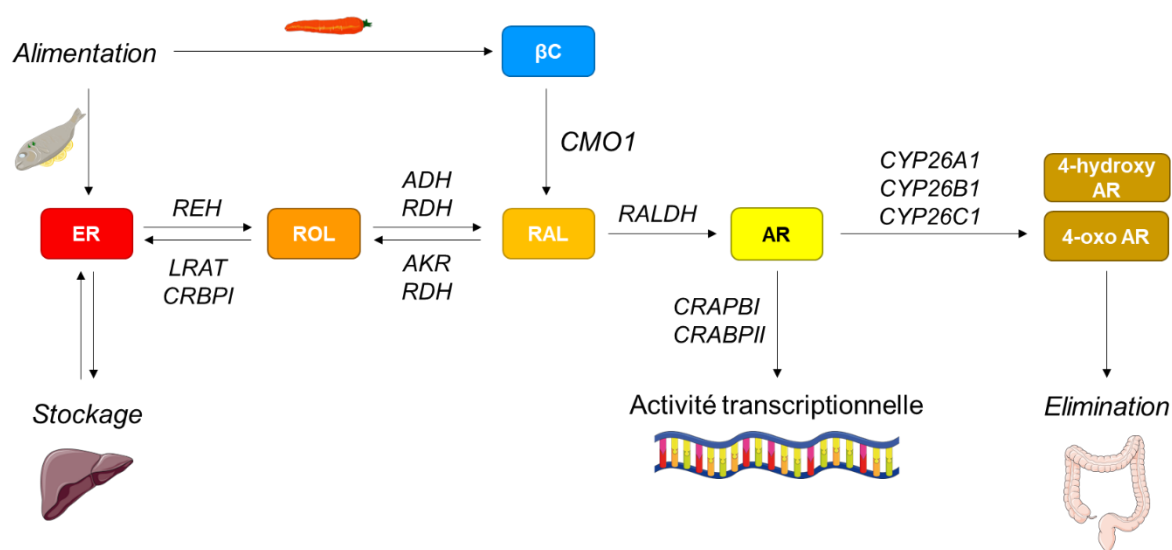 Alimentation
βC
CMO1
ER
REH
LRAT
CRBPI
ROL
ADH
RDH
AKR
RDH
RAL
RALDH
AR
CYP26A1
CYP26B1
CYP26C1
4-hydroxy
AR
4-oxo AR
CRAPBI
CRABPII
Stockage
Activité transcriptionnelle
Elimination